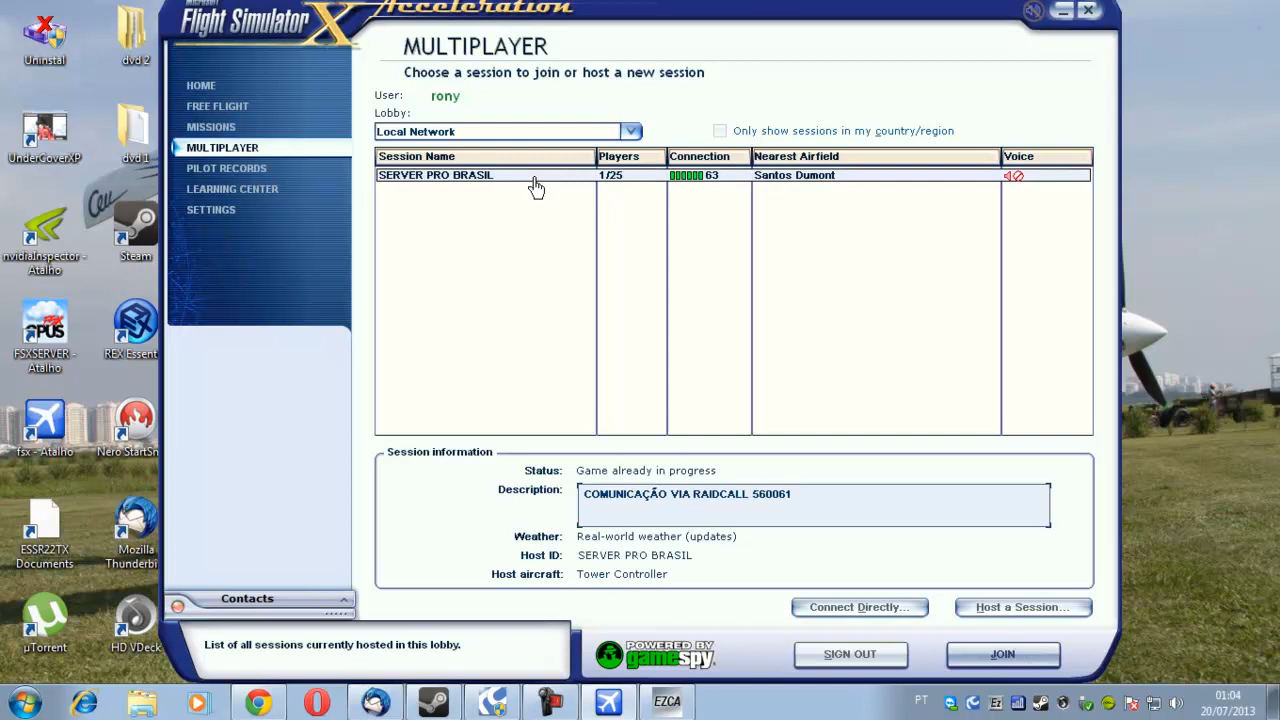 Microsoft
Flight Simulator X
Acceleration
MULTIPLAYER
Choose a session to join or host a new session
User: rony
Lobby:
Local Network
Only show sessions in my country/region
Session Name Players Connection Nearest Airfield Voice
SERVER PRO BRASIL 1/25 63 Santos Dumont
HOME
FREE FLIGHT
MISSIONS
MULTIPLAYER
PILOT RECORDS
LEARNING CENTER
SETTINGS
Session information
Status: Game already in progress
Description: COMUNICAÇÃO VIA RAIDCALL 560061
Weather: Real-world weather (updates)
Host ID: SERVER PRO BRASIL
Host aircraft: Tower Controller
Connect Directly... Host a Session...
Contacts
List of all sessions currently hosted in this lobby.
POWERED BY
gamespy
SIGN OUT JOIN
Uninstal
dvd 2
UnderCoverXP
dvd 1
Ceu
nvidiaInspector - Atalho
Steam
FSX
OPUS
FSXSERVER - Atalho
REX Essent
fsx - Atalho
Nero StartSm
ESSR22TX Documents
Mozilla Thunderbi
µTorrent
HD VDeck
EZCA
PT
01:04
20/07/2013